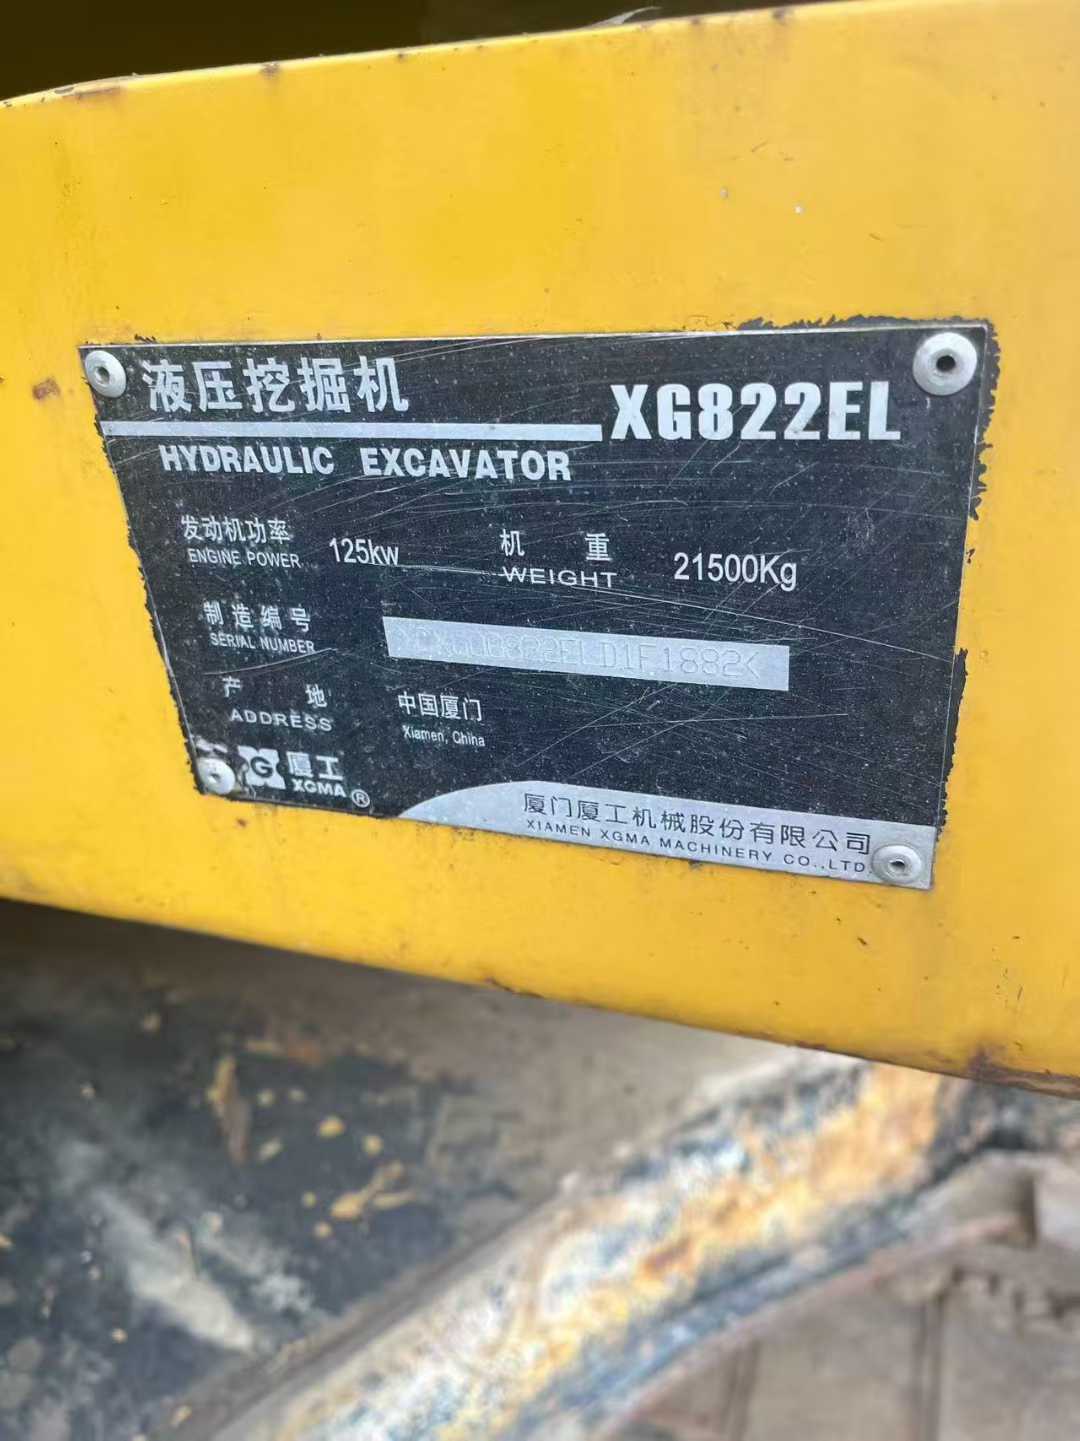 液压挖掘机
XG822EL
HYDRAULIC EXCAVATOR
发动机功率 125kw 机 重 21500Kg
ENGINE POWER WEIGHT
制造编号
SERIAL NUMBER
产 地 中国厦门
ADDRESS Xiamen, China
G 厦工
XGMA ®
厦门厦工机械股份有限公司
XIAMEN XGMA MACHINERY CO.,LTD.